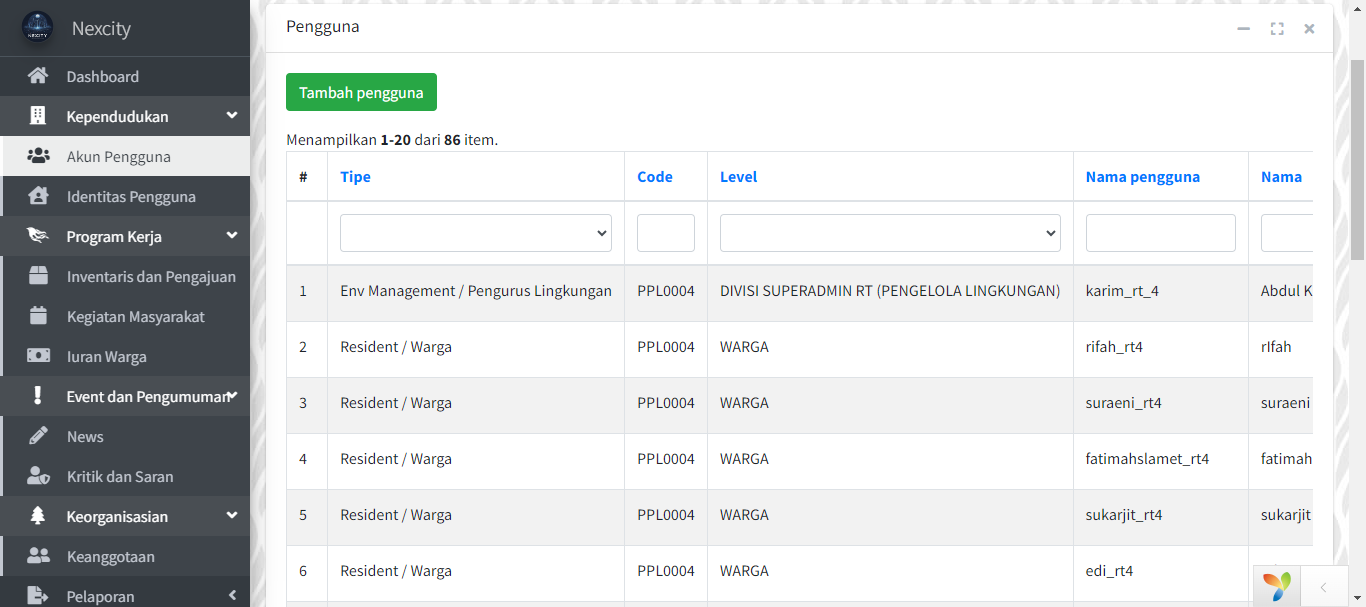 Nexcity
Dashboard
Kependudukan
Akun Pengguna
Identitas Pengguna
Program Kerja
Inventaris dan Pengajuan
Kegiatan Masyarakat
Iuran Warga
Event dan Pengumuman
News
Kritik dan Saran
Keorganisasian
Keanggotaan
Pelaporan
Pengguna
Tambah pengguna
Menampilkan 1-20 dari 86 item.
# Tipe Code Level Nama pengguna Nama
1 Env Management / Pengurus Lingkungan PPL0004 DIVISI SUPERADMIN RT (PENGELOLA LINGKUNGAN) karim_rt_4 Abdul K
2 Resident / Warga PPL0004 WARGA rifah_rt4 rIfah
3 Resident / Warga PPL0004 WARGA suraeni_rt4 suraeni
4 Resident / Warga PPL0004 WARGA fatimahslamet_rt4 fatimah
5 Resident / Warga PPL0004 WARGA sukarjit_rt4 sukarjit
6 Resident / Warga PPL0004 WARGA edi_rt4